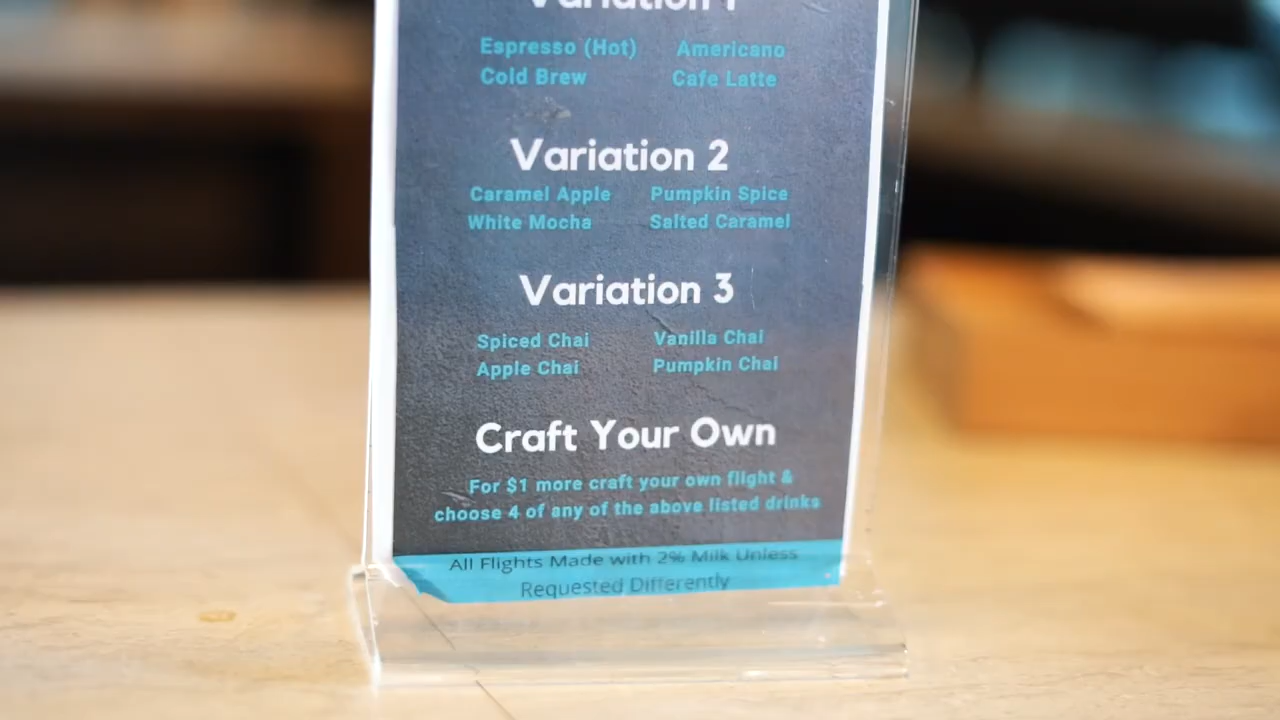 Variation 1
Espresso (Hot) Americano
Cold Brew Cafe Latte
Variation 2
Caramel Apple Pumpkin Spice
White Mocha Salted Caramel
Variation 3
Spiced Chai Vanilla Chai
Apple Chai Pumpkin Chai
Craft Your Own
For $1 more craft your own flight &
choose 4 of any of the above listed drinks
All Flights Made with 2% Milk Unless
Requested Differently